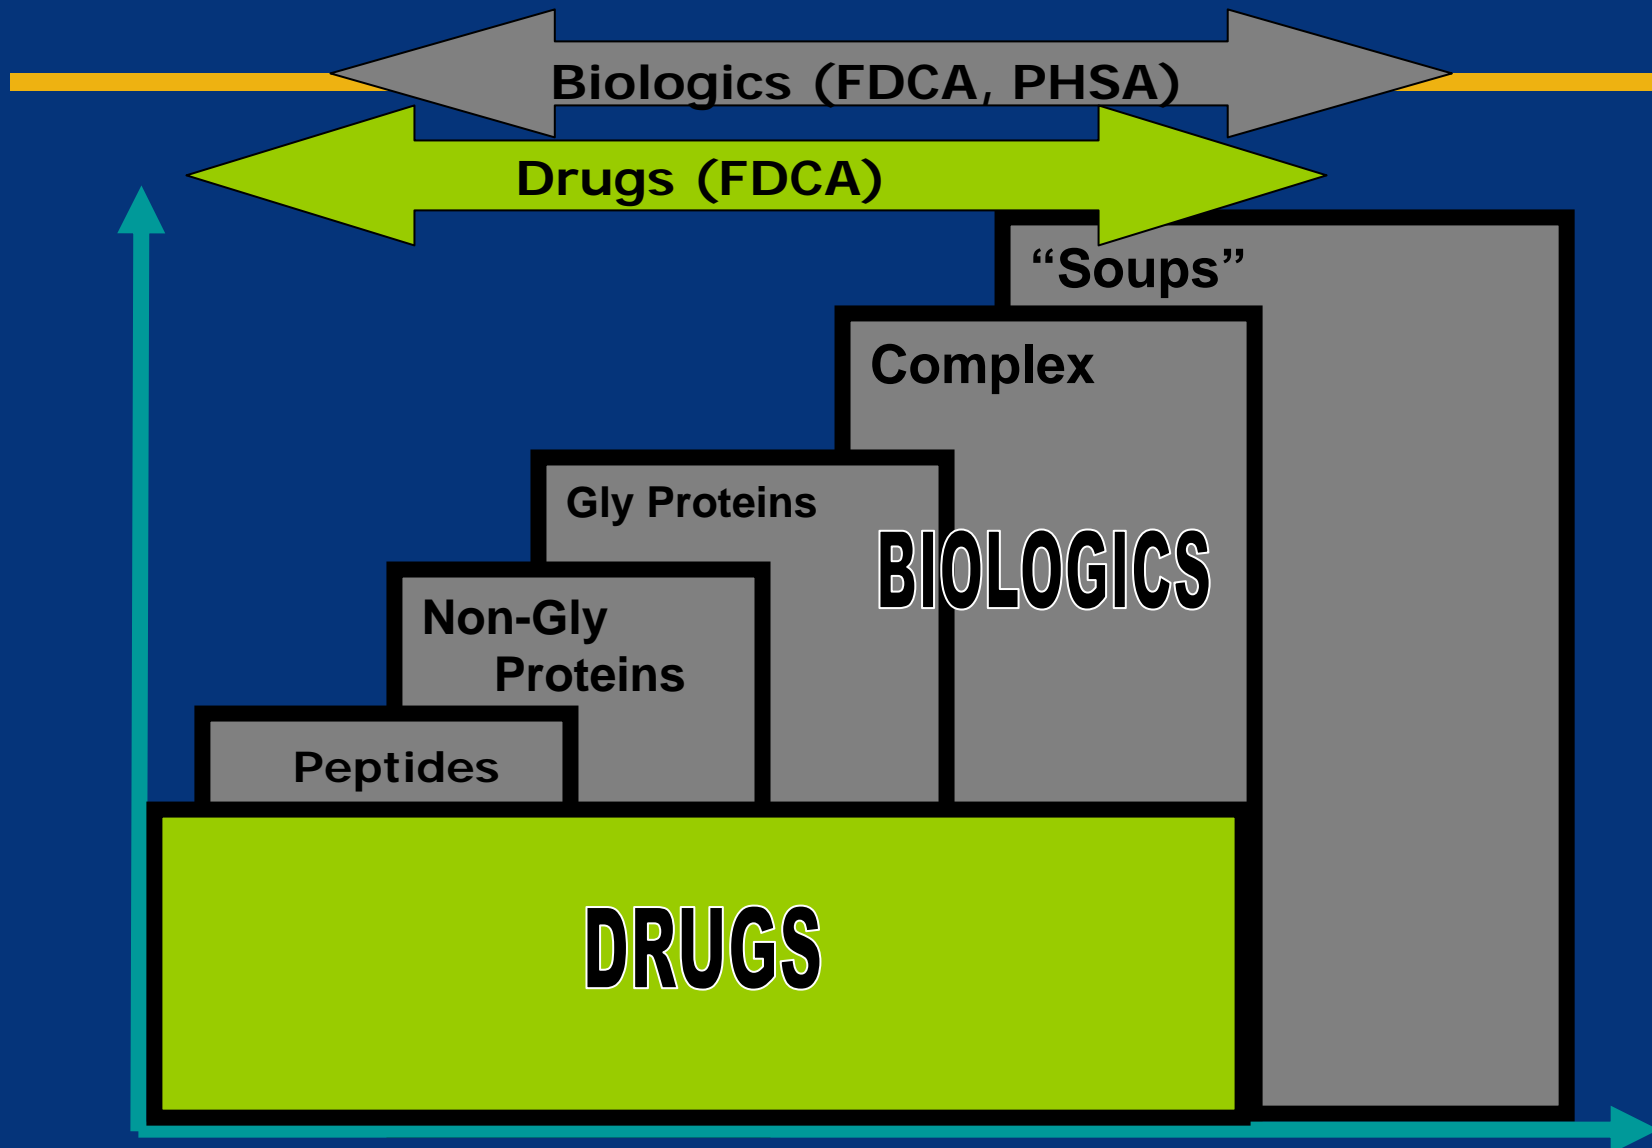 Biologics (FDCA, PHSA)
Drugs (FDCA)
“Soups”
Complex
Gly Proteins
BIOLOGICS
Non-Gly
Proteins
Peptides
DRUGS